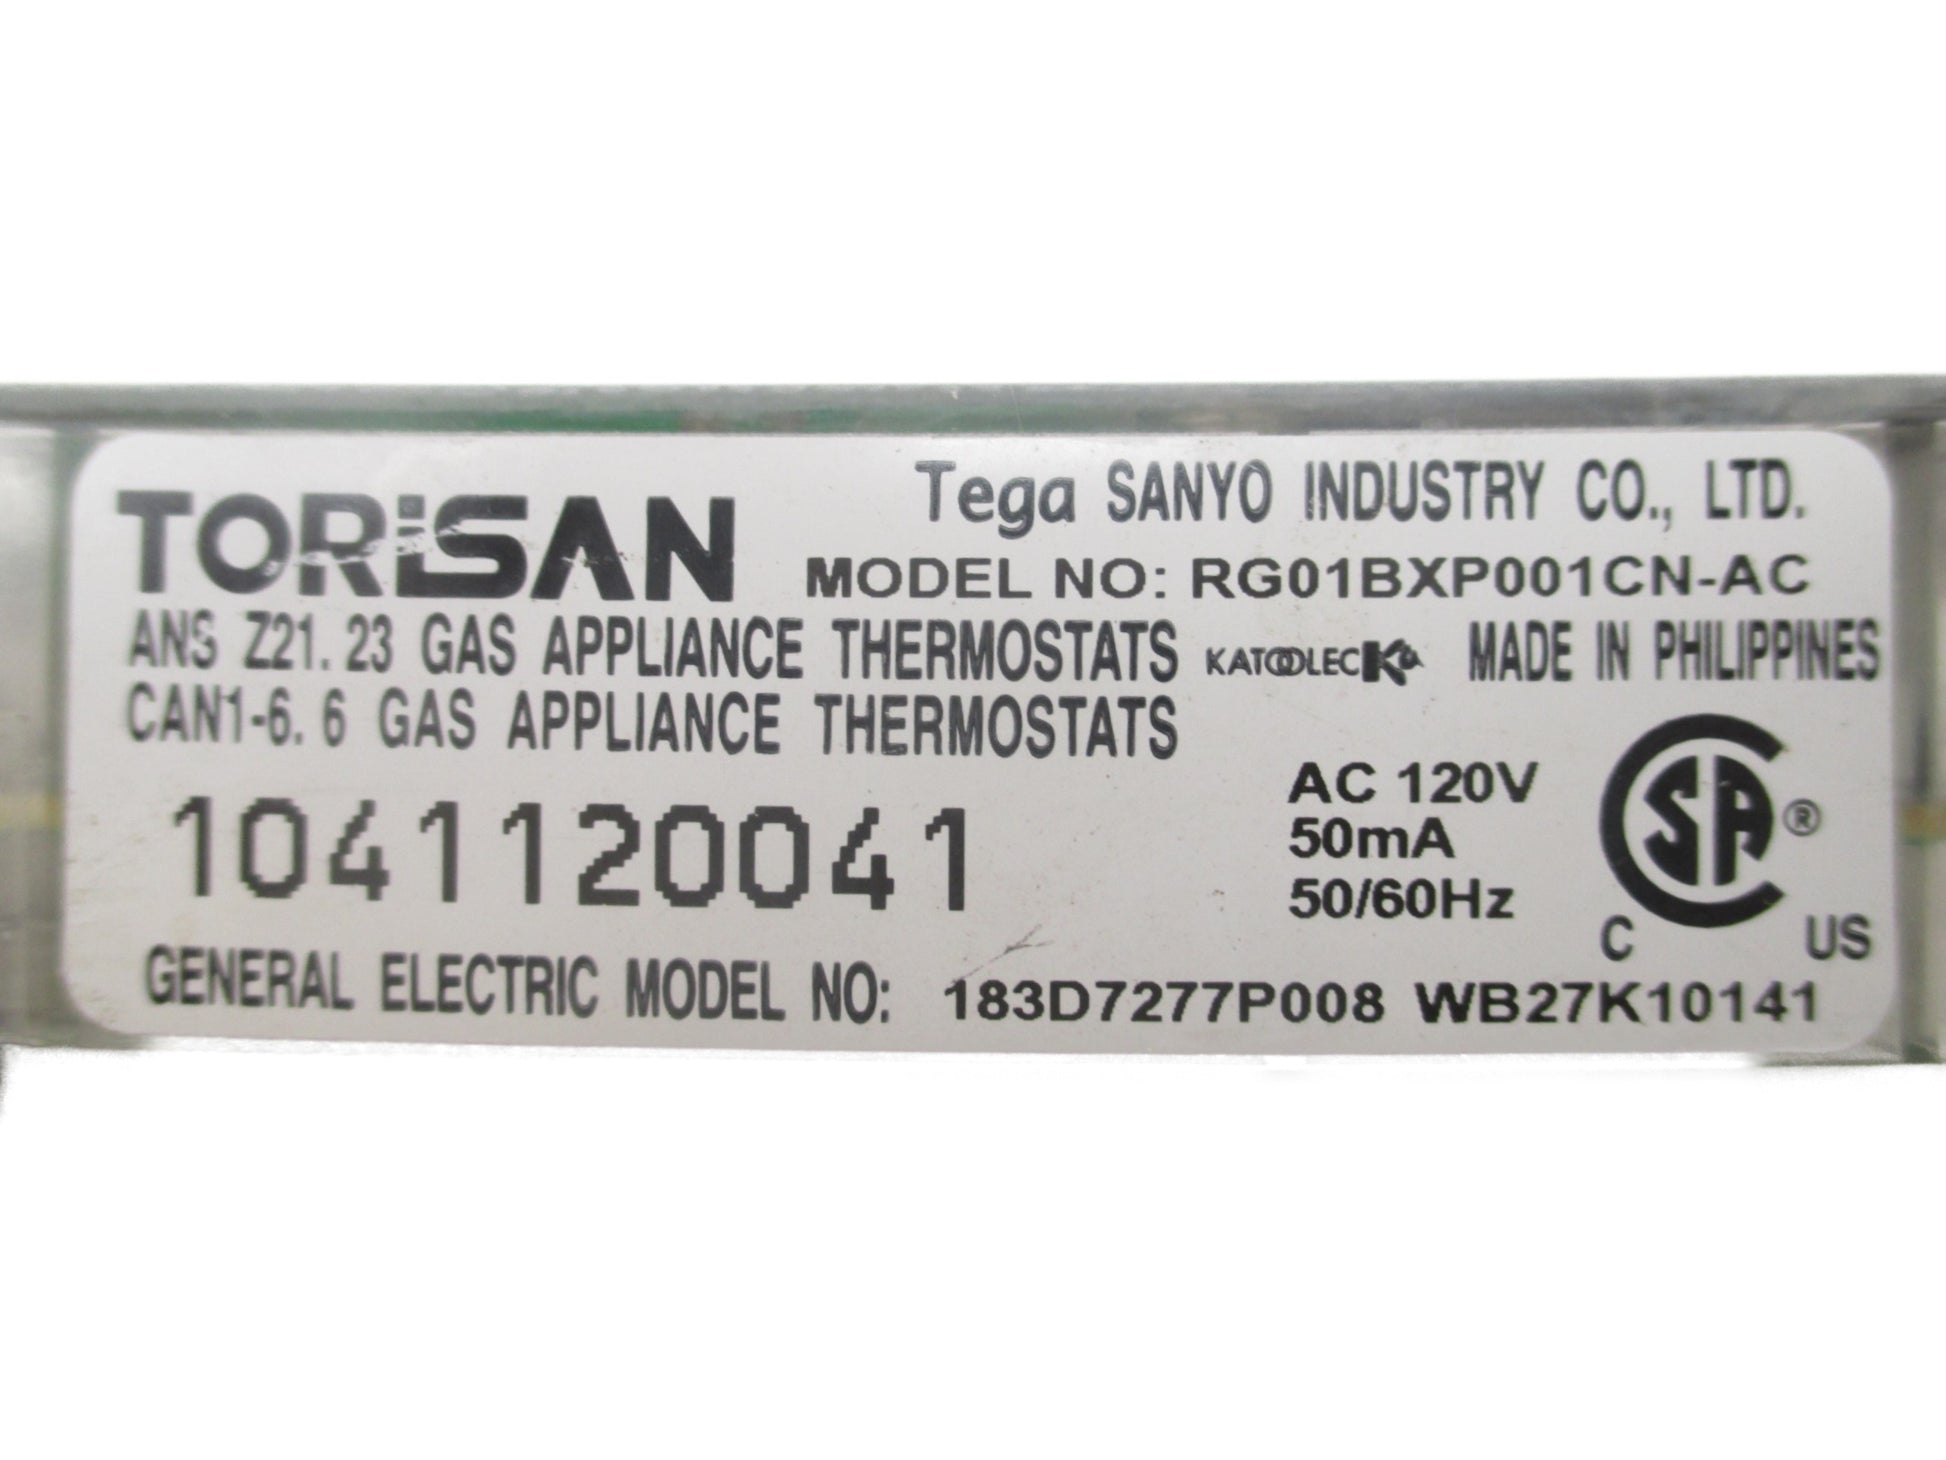 TORiSAN
Tega SANYO INDUSTRY CO., LTD.
MODEL NO: RG01BXP001CN-AC
ANS Z21.23 GAS APPLIANCE THERMOSTATS
KATOOLEC
MADE IN PHILIPPINES
CAN1-6.6 GAS APPLIANCE THERMOSTATS
1041120041
AC 120V
50mA
50/60Hz
SA ®
C US
GENERAL ELECTRIC MODEL NO: 183D7277P008 WB27K10141